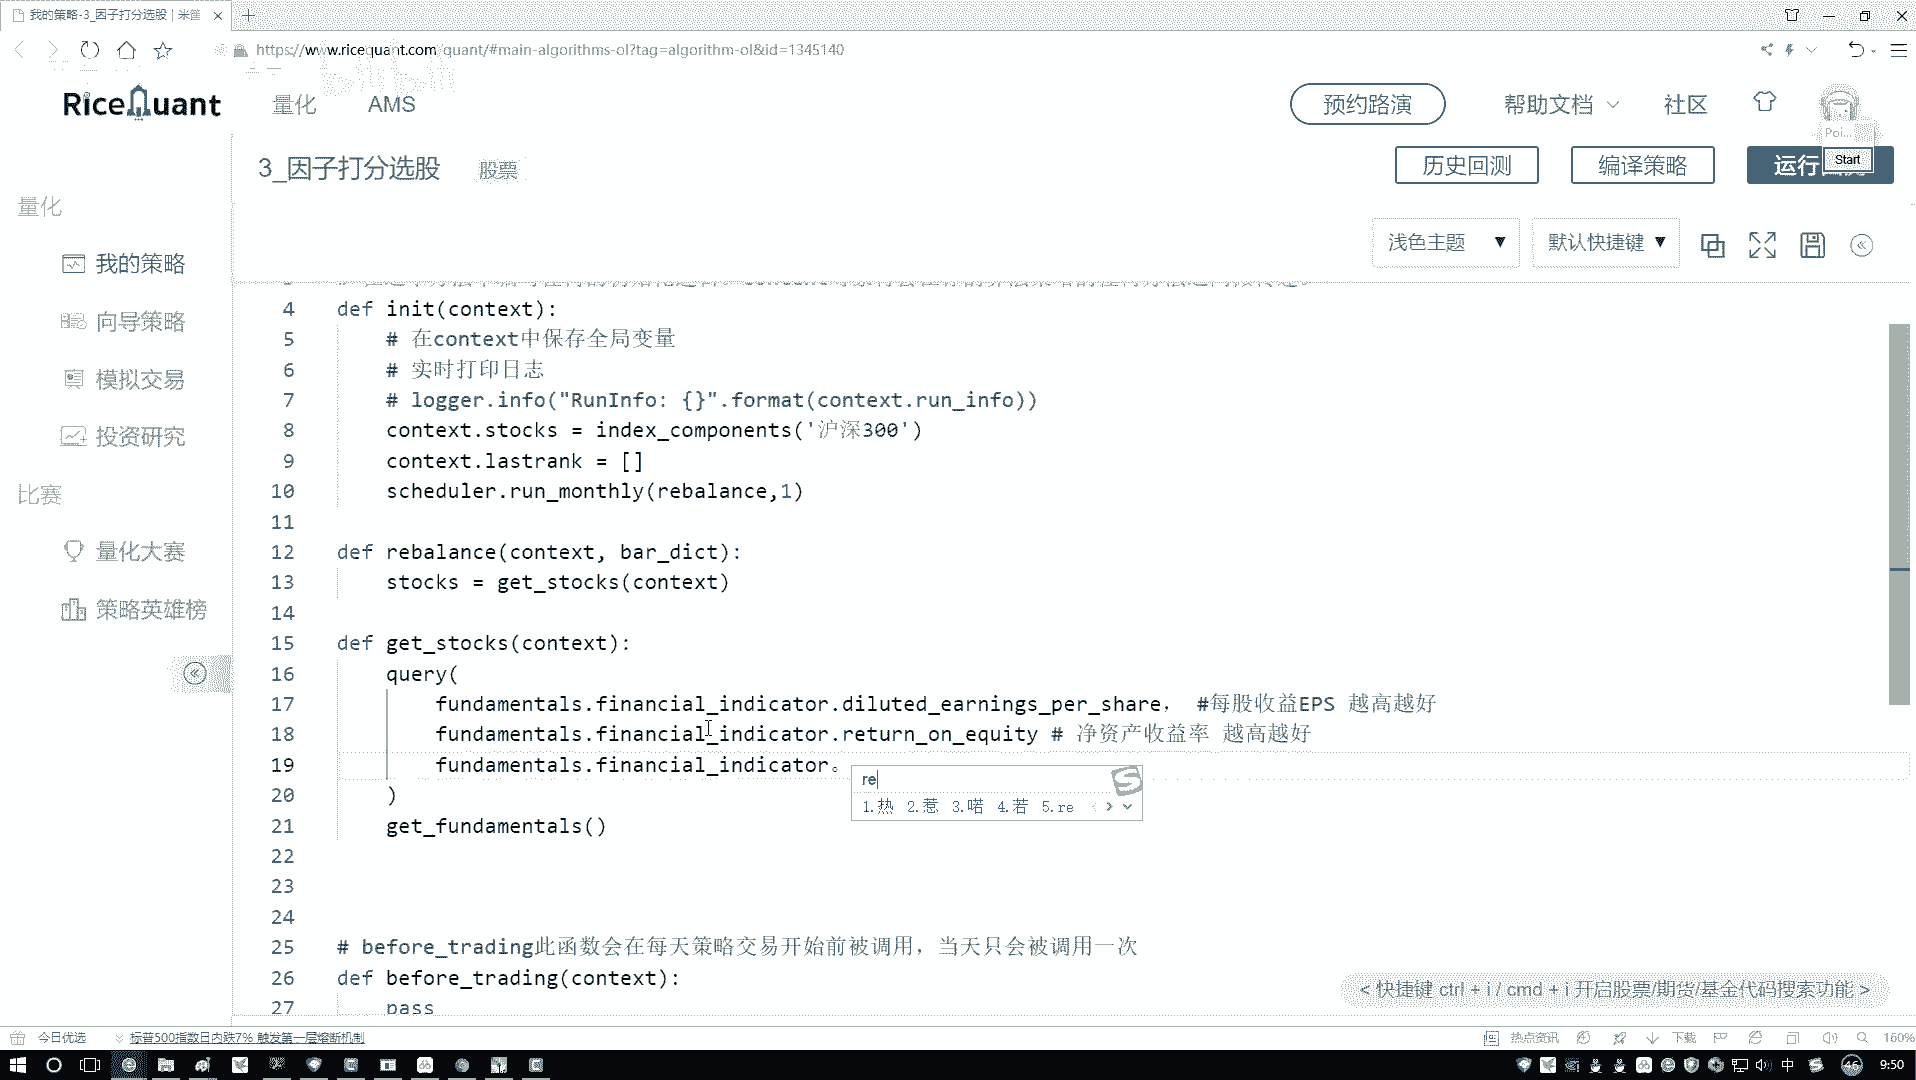 我的策略-3_因子打分选股 | 米筐
https://www.ricequant.com/quant/#main-algorithms-ol?tag=algorithm-ol&id=1345140
RiceQuant 量化 AMS 预约路演 帮助文档 社区
Poi...
3_因子打分选股 股票 历史回测 编译策略 运行 Start
量化
浅色主题 ▼ 默认快捷键 ▼
我的策略
向导策略
模拟交易
投资研究
比赛
量化大赛
策略英雄榜
4 def init(context):
5 # 在context中保存全局变量
6 # 实时打印日志
7 # logger.info("RunInfo: {}".format(context.run_info))
8 context.stocks = index_components('沪深300')
9 context.lastrank = []
10 scheduler.run_monthly(rebalance,1)
11
12 def rebalance(context, bar_dict):
13 stocks = get_stocks(context)
14
15 def get_stocks(context):
16 query(
17 fundamentals.financial_indicator.diluted_earnings_per_share, #每股收益EPS 越高越好
18 fundamentals.financial_indicator.return_on_equity # 净资产收益率 越高越好
19 fundamentals.financial_indicator。
re
1.热 2.惹 3.喏 4.若 5.re
20 )
21 get_fundamentals()
22
23
24
25 # before_trading此函数会在每天策略交易开始前被调用，当天只会被调用一次
26 def before_trading(context):
27 pass
< 快捷键 ctrl + i / cmd + i 开启股票/期货/基金代码搜索功能 >
今日优选 标普500指数日内跌7% 触发第一层熔断机制 热点资讯 下载 160%
中 46 9:50